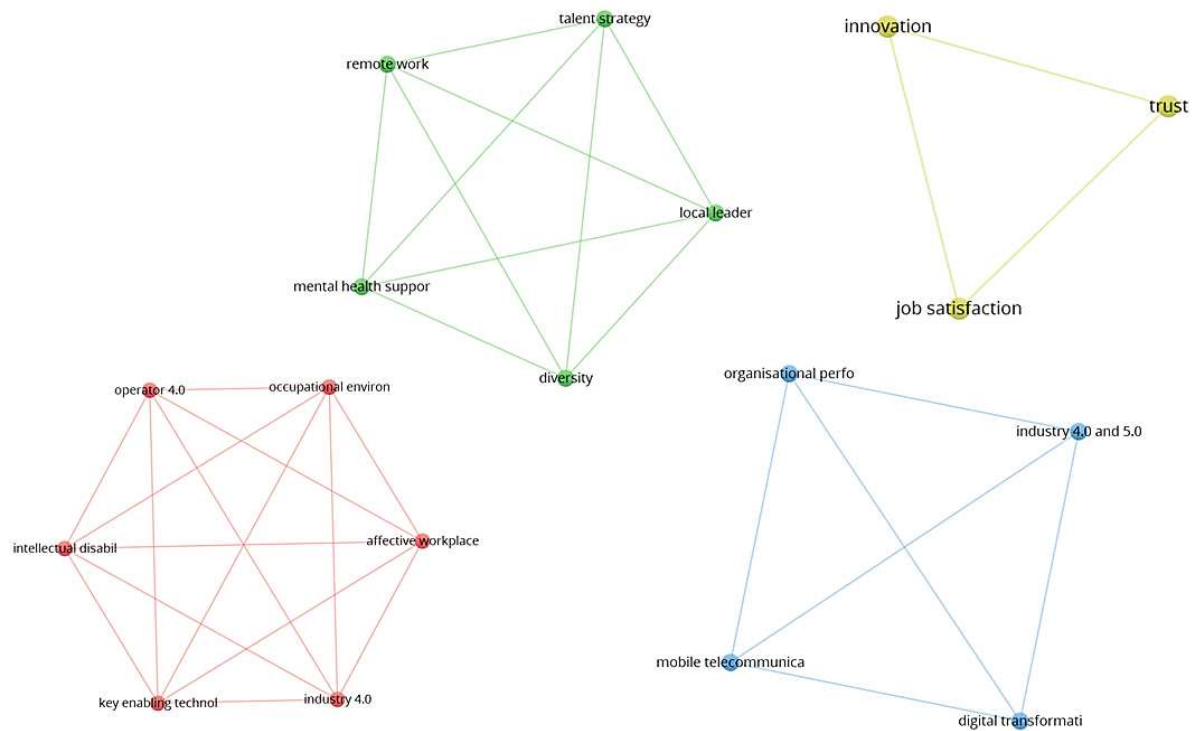 talent strategy
remote work
local leader
mental health suppor
diversity
innovation
trust
job satisfaction
operator 4.0
occupational environ
intellectual disabil
affective workplace
key enabling technol
industry 4.0
organisational perfo
industry 4.0 and 5.0
mobile telecommunica
digital transformati